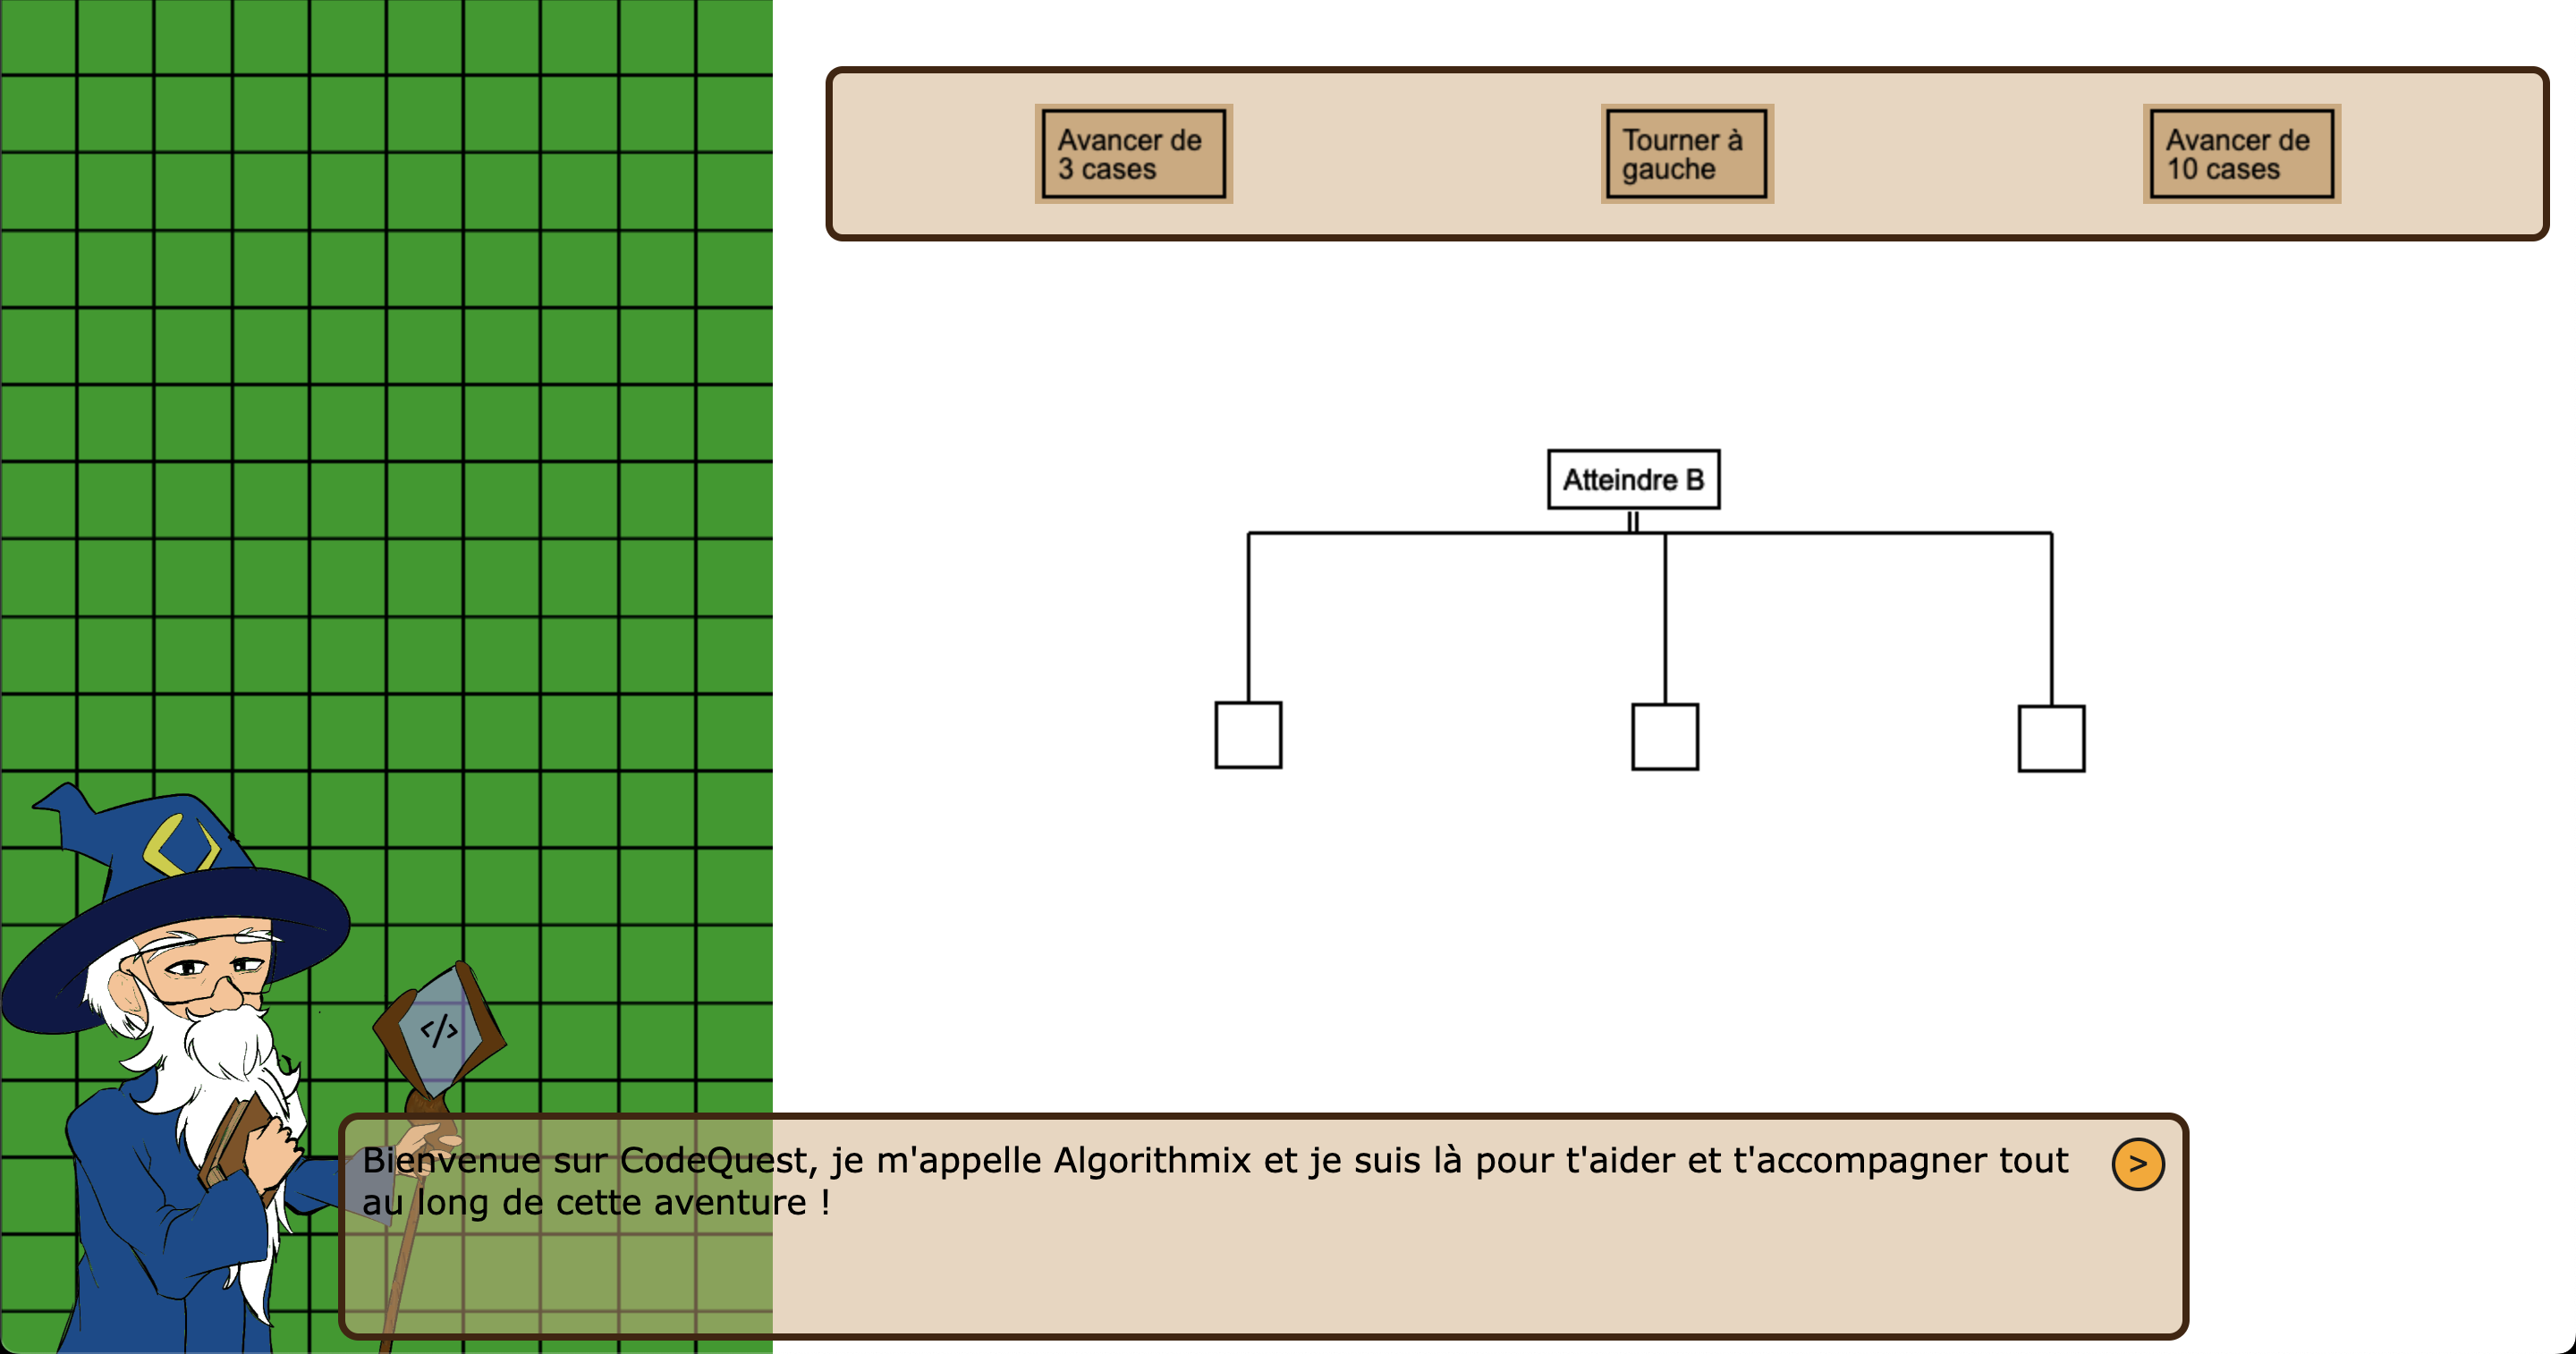 Avancer de
3 cases
Tourner à
gauche
Avancer de
10 cases
Atteindre B
</>
Bienvenue sur CodeQuest, je m'appelle Algorithmix et je suis là pour t'aider et t'accompagner tout
au long de cette aventure !
>